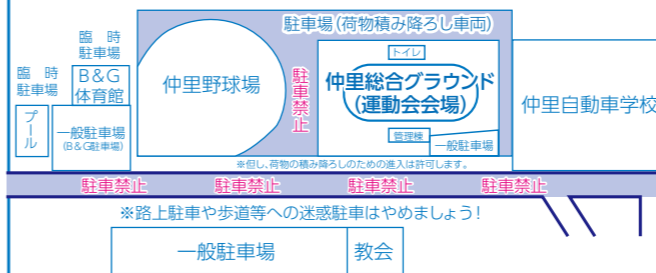 駐車場(荷物積み降ろし車両)
臨 時
駐車場
トイレ
臨 時
駐車場
B&G
体育館
仲里野球場
駐車禁止
仲里総合グラウンド
(運動会会場)
仲里自動車学校
プール
一般駐車場
(B&G駐車場)
管理棟
一般駐車場
※但し、荷物の積み降ろしのための進入は許可します。
駐車禁止 駐車禁止 駐車禁止 駐車禁止
※路上駐車や歩道等への迷惑駐車はやめましょう!
一般駐車場
教会